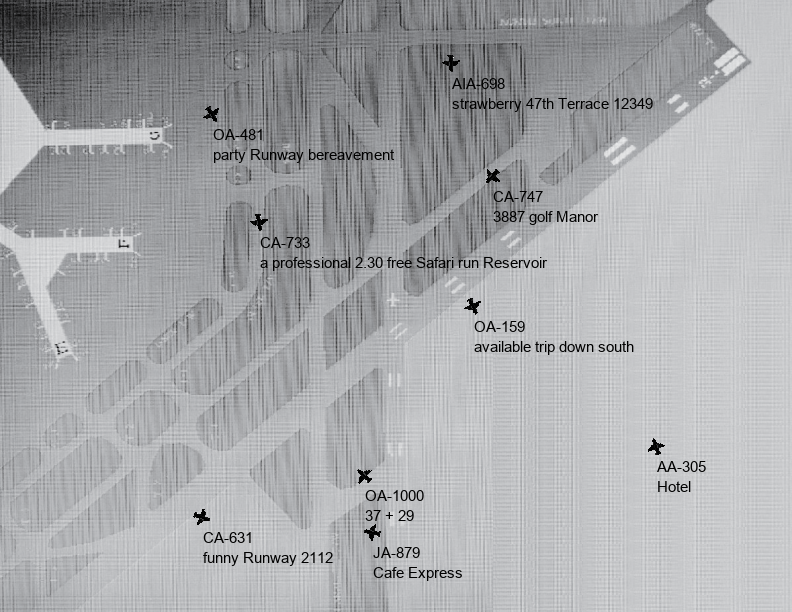 AIA-698
strawberry 47th Terrace 12349
OA-481
party Runway bereavement
CA-747
3887 golf Manor
CA-733
a professional 2.30 free Safari run Reservoir
OA-159
available trip down south
AA-305
Hotel
OA-1000
37 + 29
CA-631
funny Runway 2112
JA-879
Cafe Express